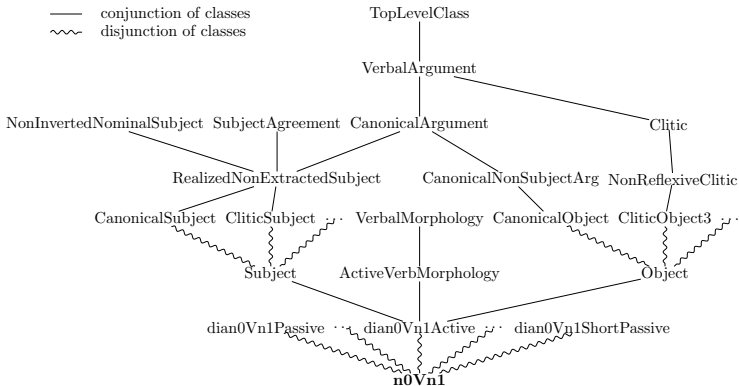 conjunction of classes
disjunction of classes
TopLevelClass
VerbalArgument
NonInvertedNominalSubject SubjectAgreement CanonicalArgument Clitic
RealizedNonExtractedSubject CanonicalNonSubjectArg NonReflexiveClitic
CanonicalSubject CliticSubject ... VerbalMorphology CanonicalObject CliticObject3 ...
Subject ActiveVerbMorphology Object
dian0Vn1Passive ... dian0Vn1Active ... dian0Vn1ShortPassive
n0Vn1